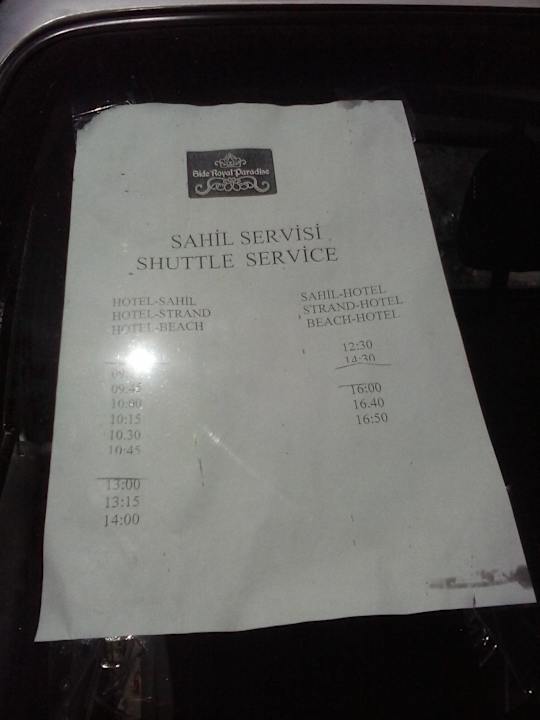 Side Royal Paradise
SAHİL SERVİSİ
SHUTTLE SERVİCE
HOTEL-SAHİL
HOTEL-STRAND
HOTEL-BEACH
09:45
10:00
10:15
10.30
10:45
13:00
13:15
14:00
SAHİL-HOTEL
STRAND-HOTEL
BEACH-HOTEL
12:30
14:30
16:00
16.40
16:50